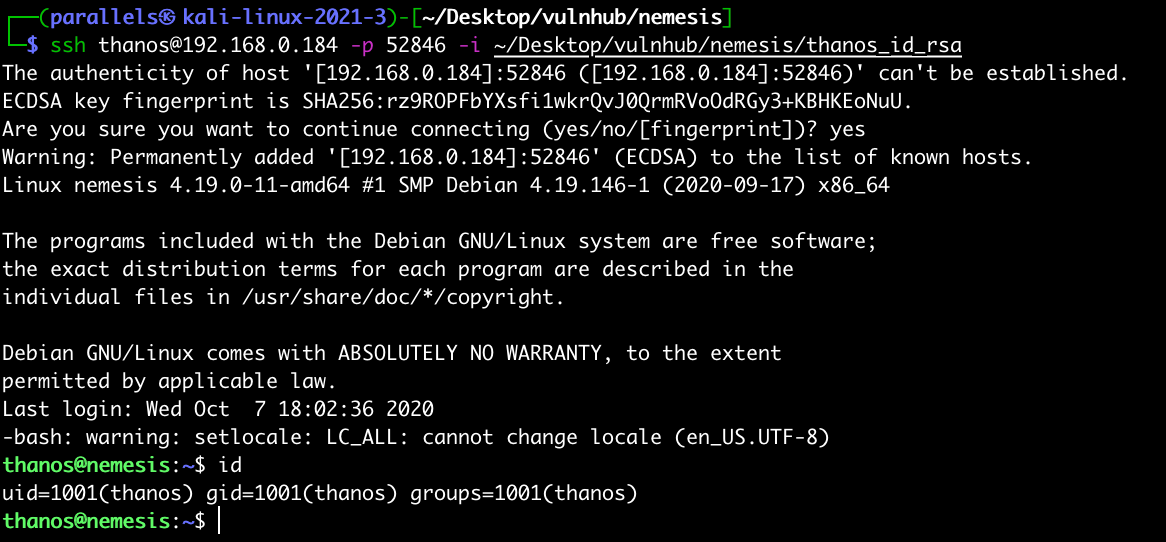 ┌──(parallels㉿kali-linux-2021-3)-[~/Desktop/vulnhub/nemesis]
└─$ ssh thanos@192.168.0.184 -p 52846 -i ~/Desktop/vulnhub/nemesis/thanos_id_rsa
The authenticity of host '[192.168.0.184]:52846 ([192.168.0.184]:52846)' can't be established.
ECDSA key fingerprint is SHA256:rz9ROPFbYXsfi1wkrQvJ0QrmRVoOdRGy3+KBHKEoNuU.
Are you sure you want to continue connecting (yes/no/[fingerprint])? yes
Warning: Permanently added '[192.168.0.184]:52846' (ECDSA) to the list of known hosts.
Linux nemesis 4.19.0-11-amd64 #1 SMP Debian 4.19.146-1 (2020-09-17) x86_64
The programs included with the Debian GNU/Linux system are free software;
the exact distribution terms for each program are described in the
individual files in /usr/share/doc/*/copyright.
Debian GNU/Linux comes with ABSOLUTELY NO WARRANTY, to the extent
permitted by applicable law.
Last login: Wed Oct  7 18:02:36 2020
-bash: warning: setlocale: LC_ALL: cannot change locale (en_US.UTF-8)
thanos@nemesis:~$ id
uid=1001(thanos) gid=1001(thanos) groups=1001(thanos)
thanos@nemesis:~$